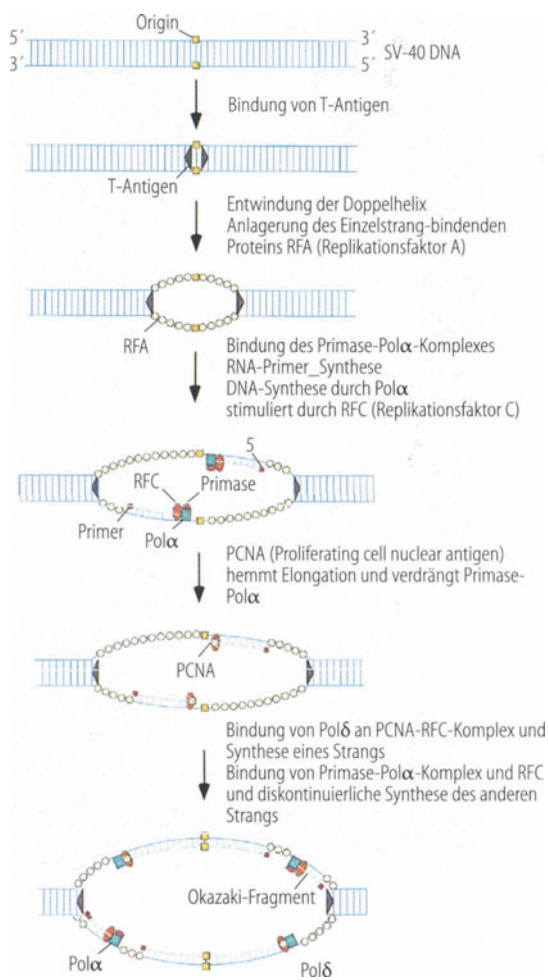 Origin
5´ 3´
3´ 5´
SV-40 DNA
Bindung von T-Antigen
T-Antigen
Entwindung der Doppelhelix
Anlagerung des Einzelstrang-bindenden
Proteins RFA (Replikationsfaktor A)
RFA
Bindung des Primase-Polα-Komplexes
RNA-Primer_Synthese
DNA-Synthese durch Polα
stimuliert durch RFC (Replikationsfaktor C)
5
RFC Primase
Primer
Polα
PCNA (Proliferating cell nuclear antigen)
hemmt Elongation und verdrängt Primase-
Polα
PCNA
Bindung von Polδ an PCNA-RFC-Komplex und
Synthese eines Strangs
Bindung von Primase-Polα-Komplex und RFC
und diskontinuierliche Synthese des anderen
Strangs
Okazaki-Fragment
Polα Polδ